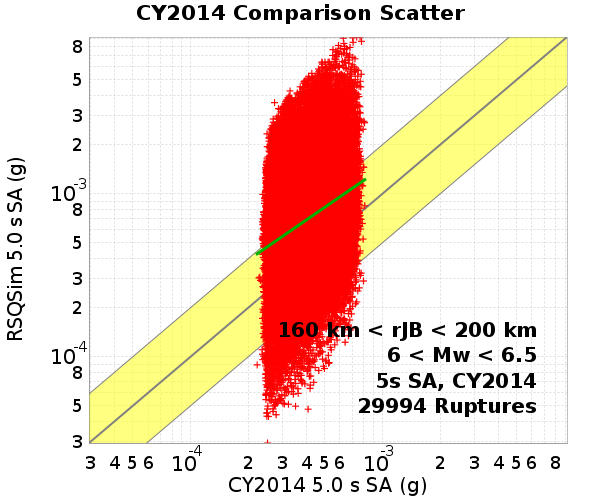 CY2014 Comparison Scatter
RSQSim 5.0 s SA (g)
8
5
3
2
10-3
8
5
3
2
10-4
8
5
3
160 km < rJB < 200 km
6 < Mw < 6.5
5s SA, CY2014
29994 Ruptures
3 4 5 6 10-4 2 3 4 5 6 10-3 2 3 4 5 6 8
CY2014 5.0 s SA (g)